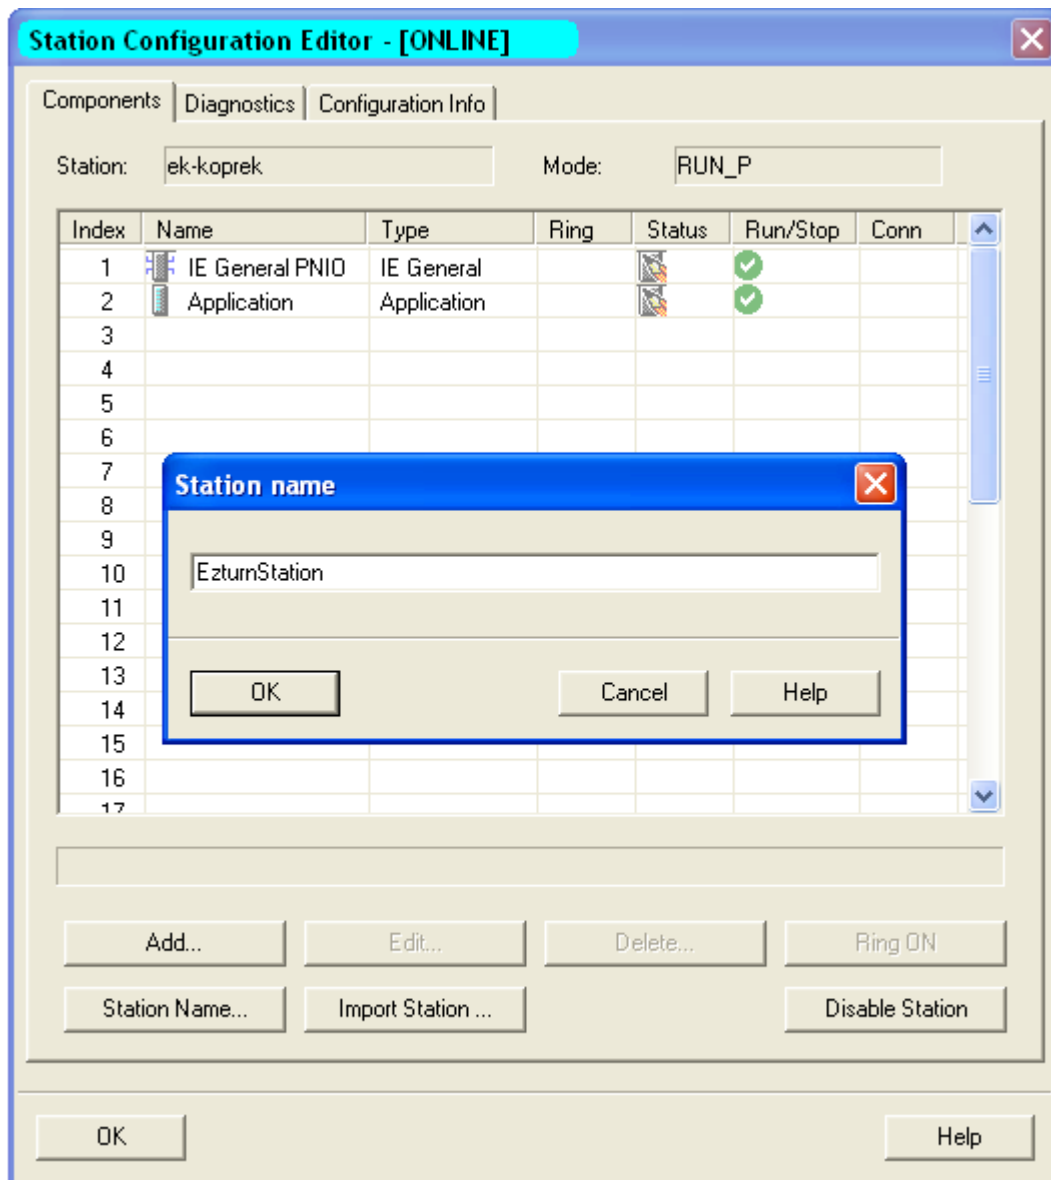 Station Configuration Editor - [ONLINE]
Components Diagnostics Configuration Info
Station: ek-koprek Mode: RUN_P
Index Name Type Ring Status Run/Stop Conn
1 IE General PNIO IE General
2 Application Application
3
4
5
6
7
Station name
8
9
10 EzturnStation
11
12
13
OK Cancel Help
14
15
16
17
Add... Edit... Delete... Ring ON
Station Name... Import Station ... Disable Station
OK Help